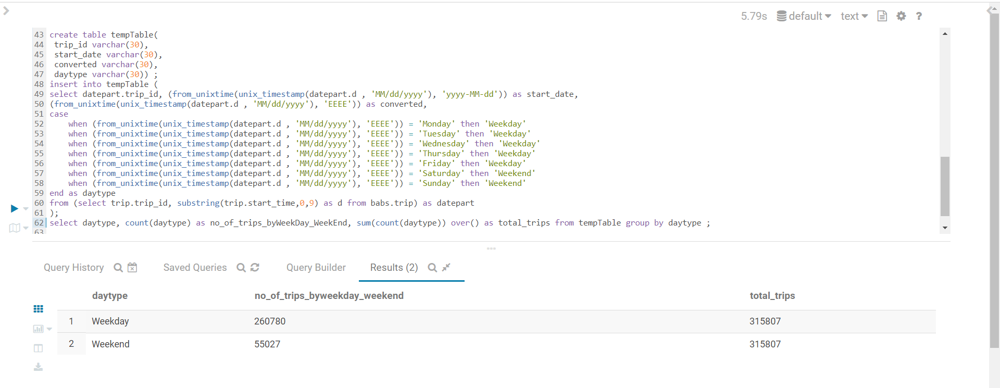 5.79s default text ?
43 create table tempTable(
44 trip_id varchar(30),
45 start_date varchar(30),
46 converted varchar(30),
47 daytype varchar(30)) ;
48 insert into tempTable (
49 select datepart.trip_id, (from_unixtime(unix_timestamp(datepart.d , 'MM/dd/yyyy'), 'yyyy-MM-dd')) as start_date,
50 (from_unixtime(unix_timestamp(datepart.d , 'MM/dd/yyyy'), 'EEEE')) as converted,
51 case
52 when (from_unixtime(unix_timestamp(datepart.d , 'MM/dd/yyyy'), 'EEEE')) = 'Monday' then 'Weekday'
53 when (from_unixtime(unix_timestamp(datepart.d , 'MM/dd/yyyy'), 'EEEE')) = 'Tuesday' then 'Weekday'
54 when (from_unixtime(unix_timestamp(datepart.d , 'MM/dd/yyyy'), 'EEEE')) = 'Wednesday' then 'Weekday'
55 when (from_unixtime(unix_timestamp(datepart.d , 'MM/dd/yyyy'), 'EEEE')) = 'Thursday' then 'Weekday'
56 when (from_unixtime(unix_timestamp(datepart.d , 'MM/dd/yyyy'), 'EEEE')) = 'Friday' then 'Weekday'
57 when (from_unixtime(unix_timestamp(datepart.d , 'MM/dd/yyyy'), 'EEEE')) = 'Saturday' then 'Weekend'
58 when (from_unixtime(unix_timestamp(datepart.d , 'MM/dd/yyyy'), 'EEEE')) = 'Sunday' then 'Weekend'
59 end as daytype
60 from (select trip.trip_id, substring(trip.start_time,0,9) as d from babs.trip) as datepart
61 );
62 select daytype, count(daytype) as no_of_trips_byWeekDay_WeekEnd, sum(count(daytype)) over() as total_trips from tempTable group by daytype ;
63
Query History Saved Queries Query Builder Results (2)
daytype no_of_trips_byweekday_weekend total_trips
1 Weekday 260780 315807
2 Weekend 55027 315807